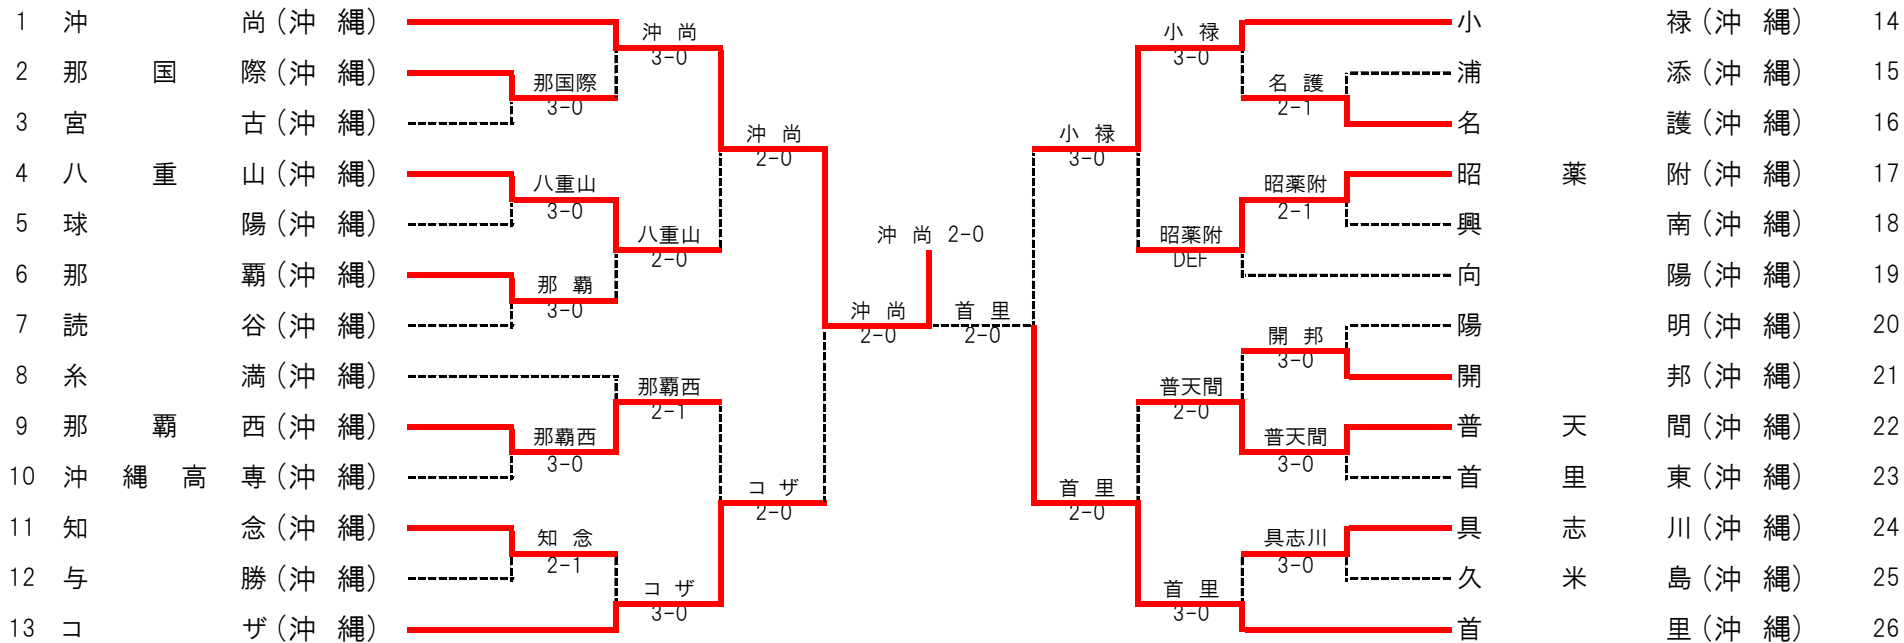 1 沖 尚 (沖 縄)
2 那 国 際 (沖 縄)
3 宮 古 (沖 縄)
4 八 重 山 (沖 縄)
5 球 陽 (沖 縄)
6 那 覇 (沖 縄)
7 読 谷 (沖 縄)
8 糸 満 (沖 縄)
9 那 覇 西 (沖 縄)
10 沖 縄 高 専 (沖 縄)
11 知 念 (沖 縄)
12 与 勝 (沖 縄)
13 コ ザ (沖 縄)
那国際
3-0
八重山
3-0
那 覇
3-0
那覇西
3-0
知 念
2-1
沖 尚
3-0
八重山
2-0
那覇西
2-1
コ ザ
3-0
沖 尚
2-0
コ ザ
2-0
沖 尚
2-0
沖 尚 2-0
首 里
2-0
小 禄
3-0
首 里
2-0
小 禄
3-0
昭薬附
DEF
普天間
2-0
首 里
3-0
名 護
2-1
昭薬附
2-1
開 邦
3-0
普天間
3-0
具志川
3-0
小 禄 (沖 縄) 14
浦 添 (沖 縄) 15
名 護 (沖 縄) 16
昭 薬 附 (沖 縄) 17
興 南 (沖 縄) 18
向 陽 (沖 縄) 19
陽 明 (沖 縄) 20
開 邦 (沖 縄) 21
普 天 間 (沖 縄) 22
首 里 東 (沖 縄) 23
具 志 川 (沖 縄) 24
久 米 島 (沖 縄) 25
首 里 (沖 縄) 26